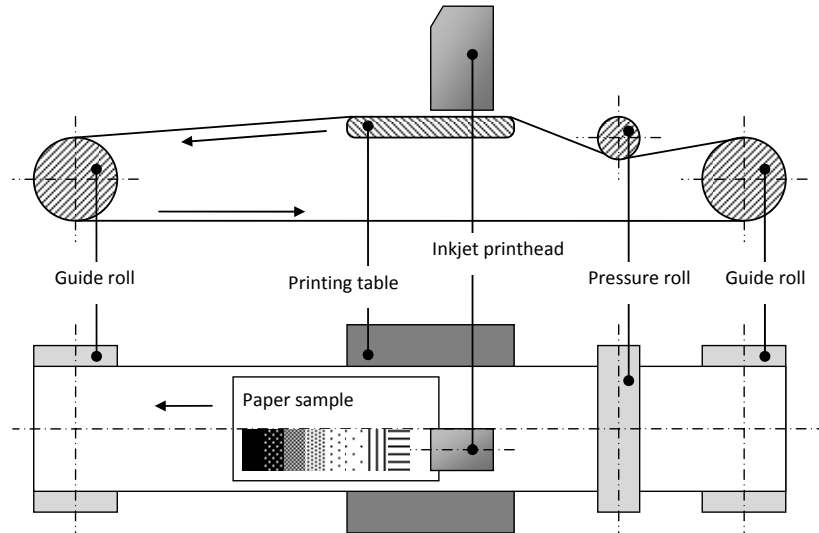 Inkjet printhead
Guide roll
Printing table
Pressure roll
Guide roll
Paper sample